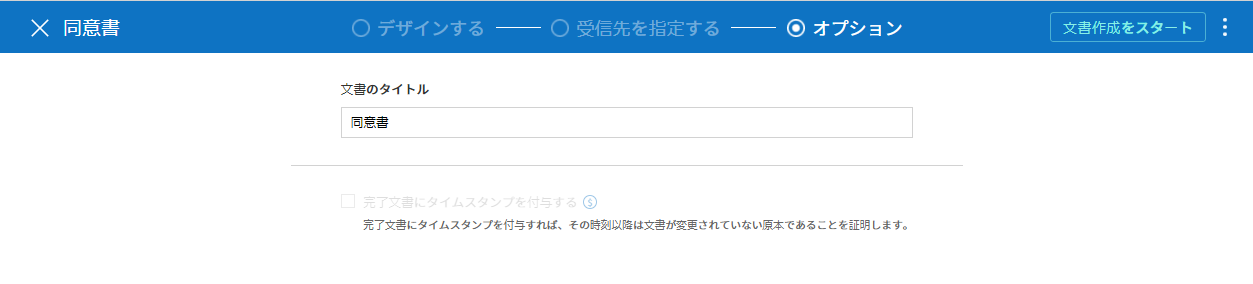 同意書
デザインする
受信先を指定する
オプション
文書作成をスタート
文書のタイトル
同意書
完了文書にタイムスタンプを付与する $
完了文書にタイムスタンプを付与すれば、その時刻以降は文書が変更されていない原本であることを証明します。